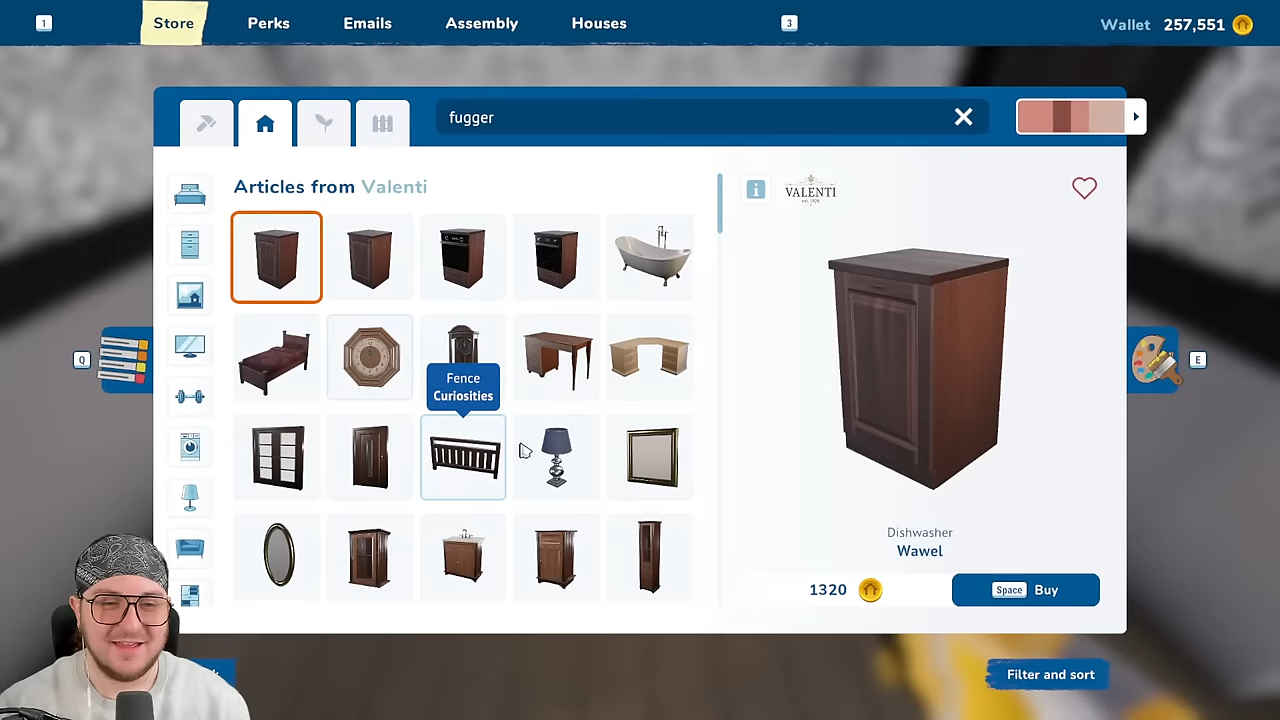 1
Store
Perks
Emails
Assembly
Houses
3
Wallet 257,551
fugger
Articles from Valenti
i
VALENTI
Q
E
Fence
Curiosities
Dishwasher
Wawel
1320
Space Buy
Filter and sort